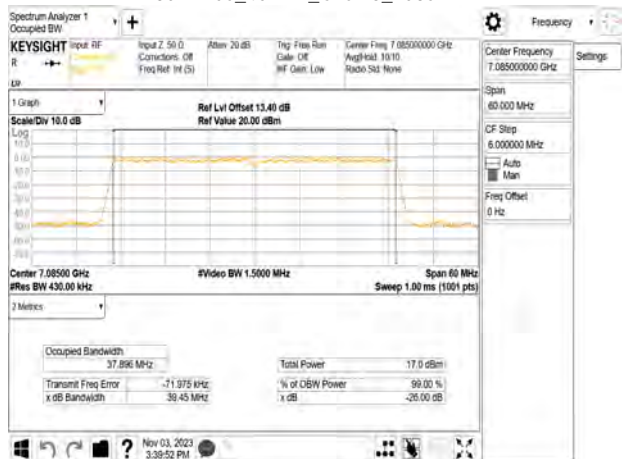 Spectrum Analyzer 1
Occupied BW
Frequency
KEYSIGHT Input: RF
R
Input Z: 50 Ω
Corrections: Off
Freq Ref: Int (S)
Atten: 20 dB
Trig: Free Run
Gate: Off
#IF Gain: Low
Center Freq: 7.085000000 GHz
Avg|Hold: 10/10
Radio Std: None
Center Frequency
7.085000000 GHz
Settings
Span
60.000 MHz
CF Step
6.000000 MHz
Auto
Man
Freq Offset
0 Hz
1 Graph
Scale/Div 10.0 dB
Ref Lvl Offset 13.40 dB
Ref Value 20.00 dBm
Log
Center 7.08500 GHz
#Res BW 430.00 kHz
#Video BW 1.5000 MHz
Span 60 MHz
Sweep 1.00 ms (1001 pts)
2 Metrics
Occupied Bandwidth
37.896 MHz
Total Power
17.0 dBm
Transmit Freq Error
-71.975 kHz
% of OBW Power
99.00 %
x dB Bandwidth
39.45 MHz
x dB
-26.00 dB
Nov 03, 2023
3:39:52 PM